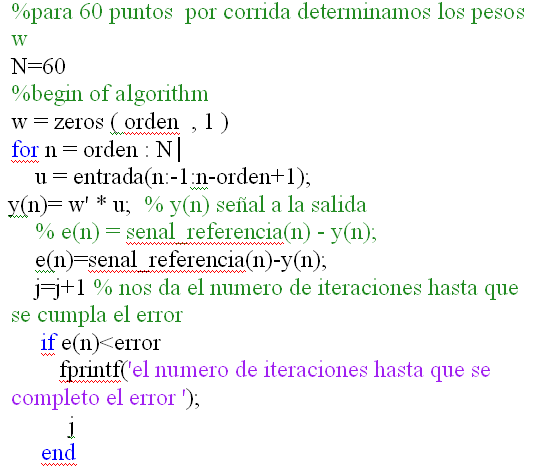 %para 60 puntos por corrida determinamos los pesos
w
N=60
%begin of algorithm
w = zeros ( orden , 1 )
for n = orden : N
u = entrada(n:-1:n-orden+1);
y(n)= w' * u; % y(n) señal a la salida
% e(n) = senal_referencia(n) - y(n);
e(n)=senal_referencia(n)-y(n);
j=j+1 % nos da el numero de iteraciones hasta que
se cumpla el error
if e(n)<error
fprintf('el numero de iteraciones hasta que se
completo el error ');
j
end